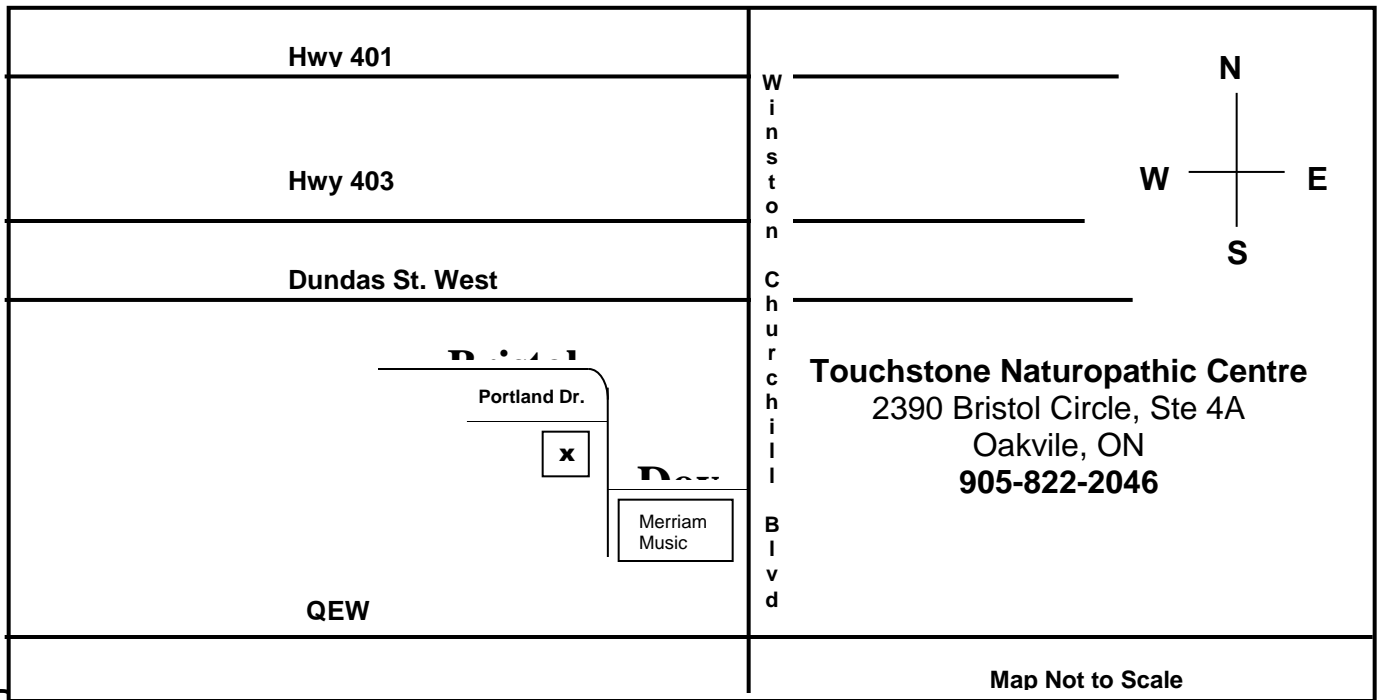 Hwy 401
Hwy 403
Dundas St. West
Bristol
Portland Dr.
x
Merriam
Music
QEW
Winston Churchill Blvd
N
W E
S
Touchstone Naturopathic Centre
2390 Bristol Circle, Ste 4A
Oakvile, ON
905-822-2046
Map Not to Scale